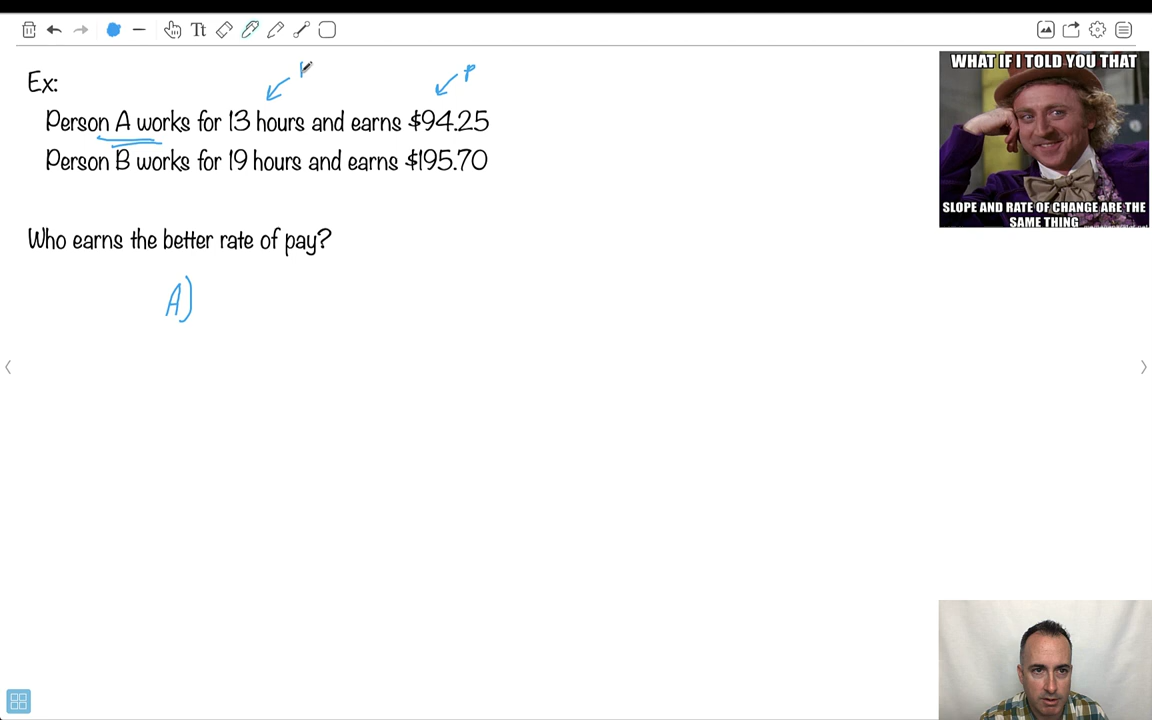 Tt
WHAT IF I TOLD YOU THAT
Ex:
P
Person A works for 13 hours and earns $94.25
Person B works for 19 hours and earns $195.70
SLOPE AND RATE OF CHANGE ARE THE
SAME THING
Who earns the better rate of pay?
A)